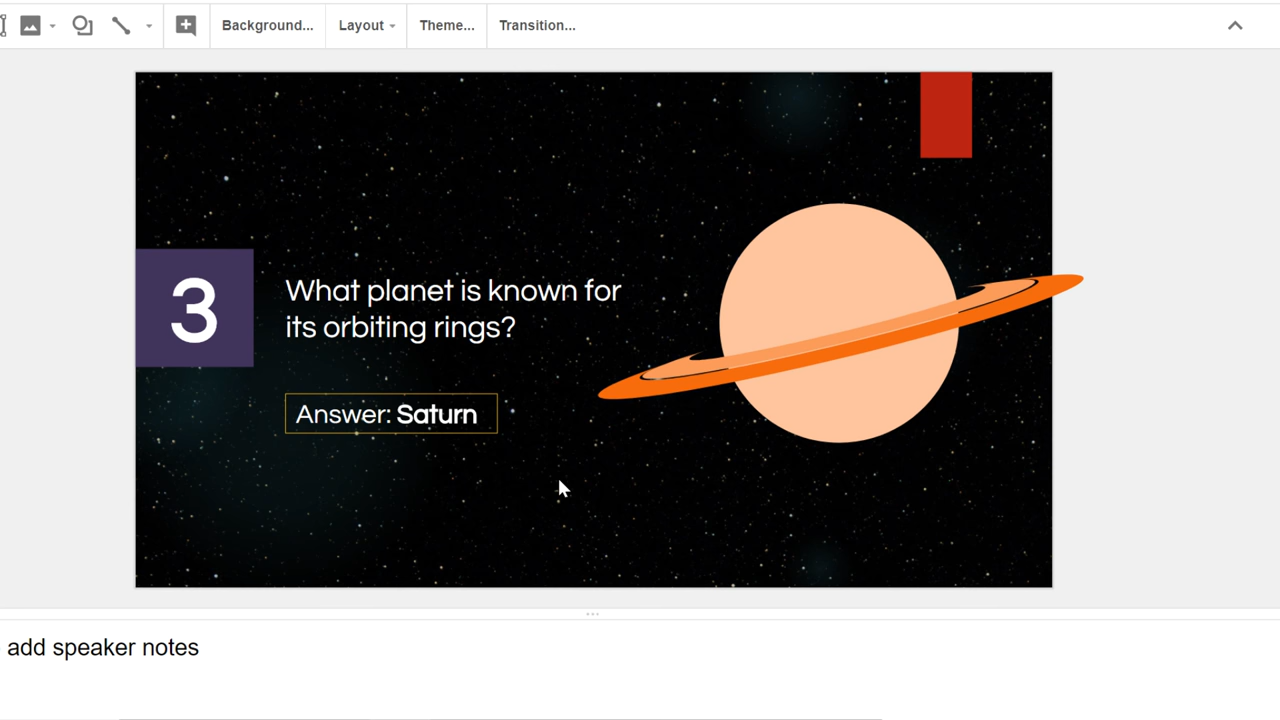 Background... Layout Theme... Transition...
3
What planet is known for
its orbiting rings?
Answer: Saturn
add speaker notes